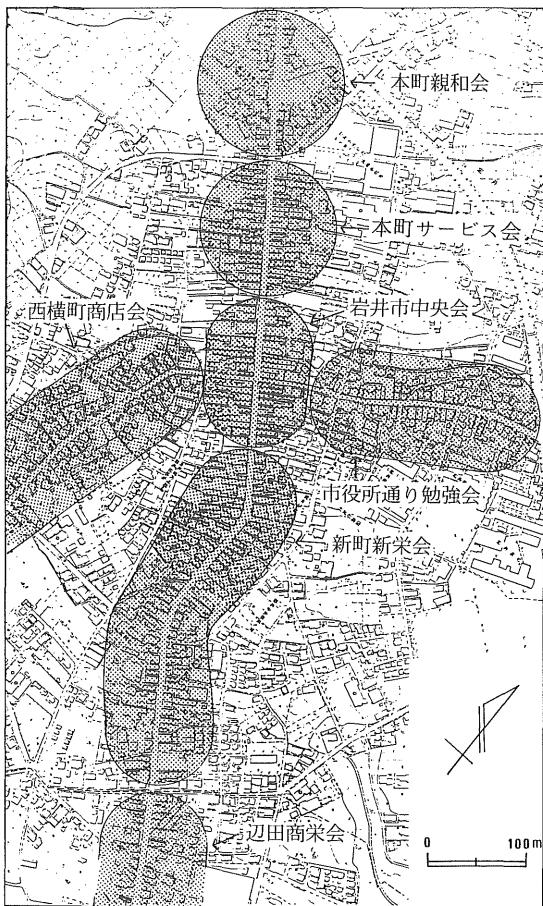 本町親和会
本町サービス会
岩井市中央会
西横町商店会
市役所通り勉強会
新町新栄会
辺田商栄会
0 100m